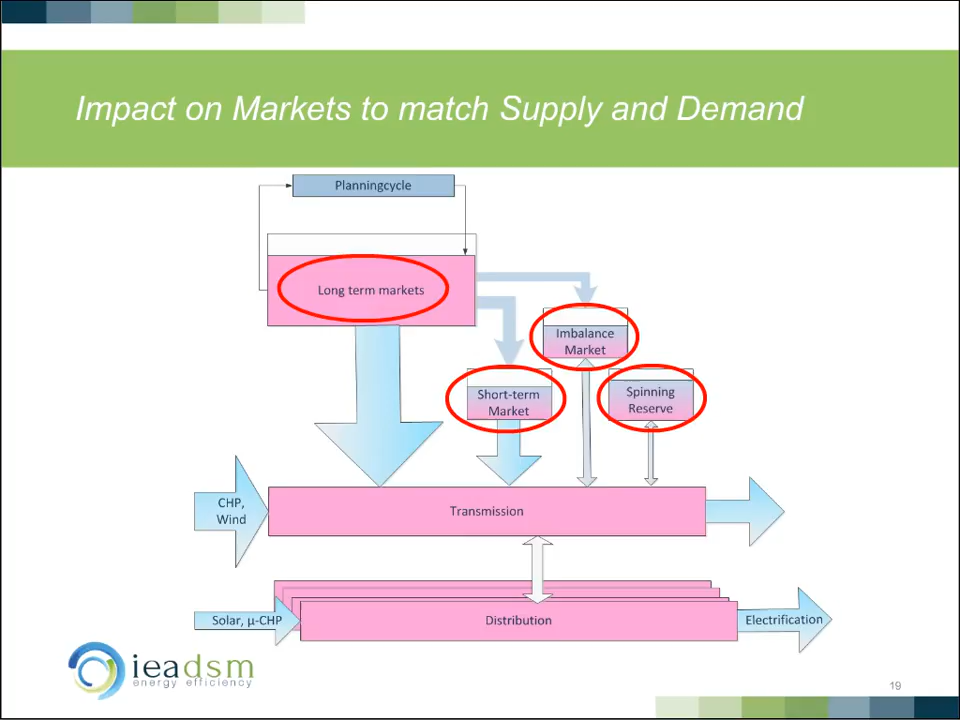 Impact on Markets to match Supply and Demand
Planningcycle
Long term markets
Imbalance
Market
Short-term
Market
Spinning
Reserve
CHP,
Wind
Transmission
Solar, µ-CHP
Distribution
Electrification
ieadsm
energy efficiency
19